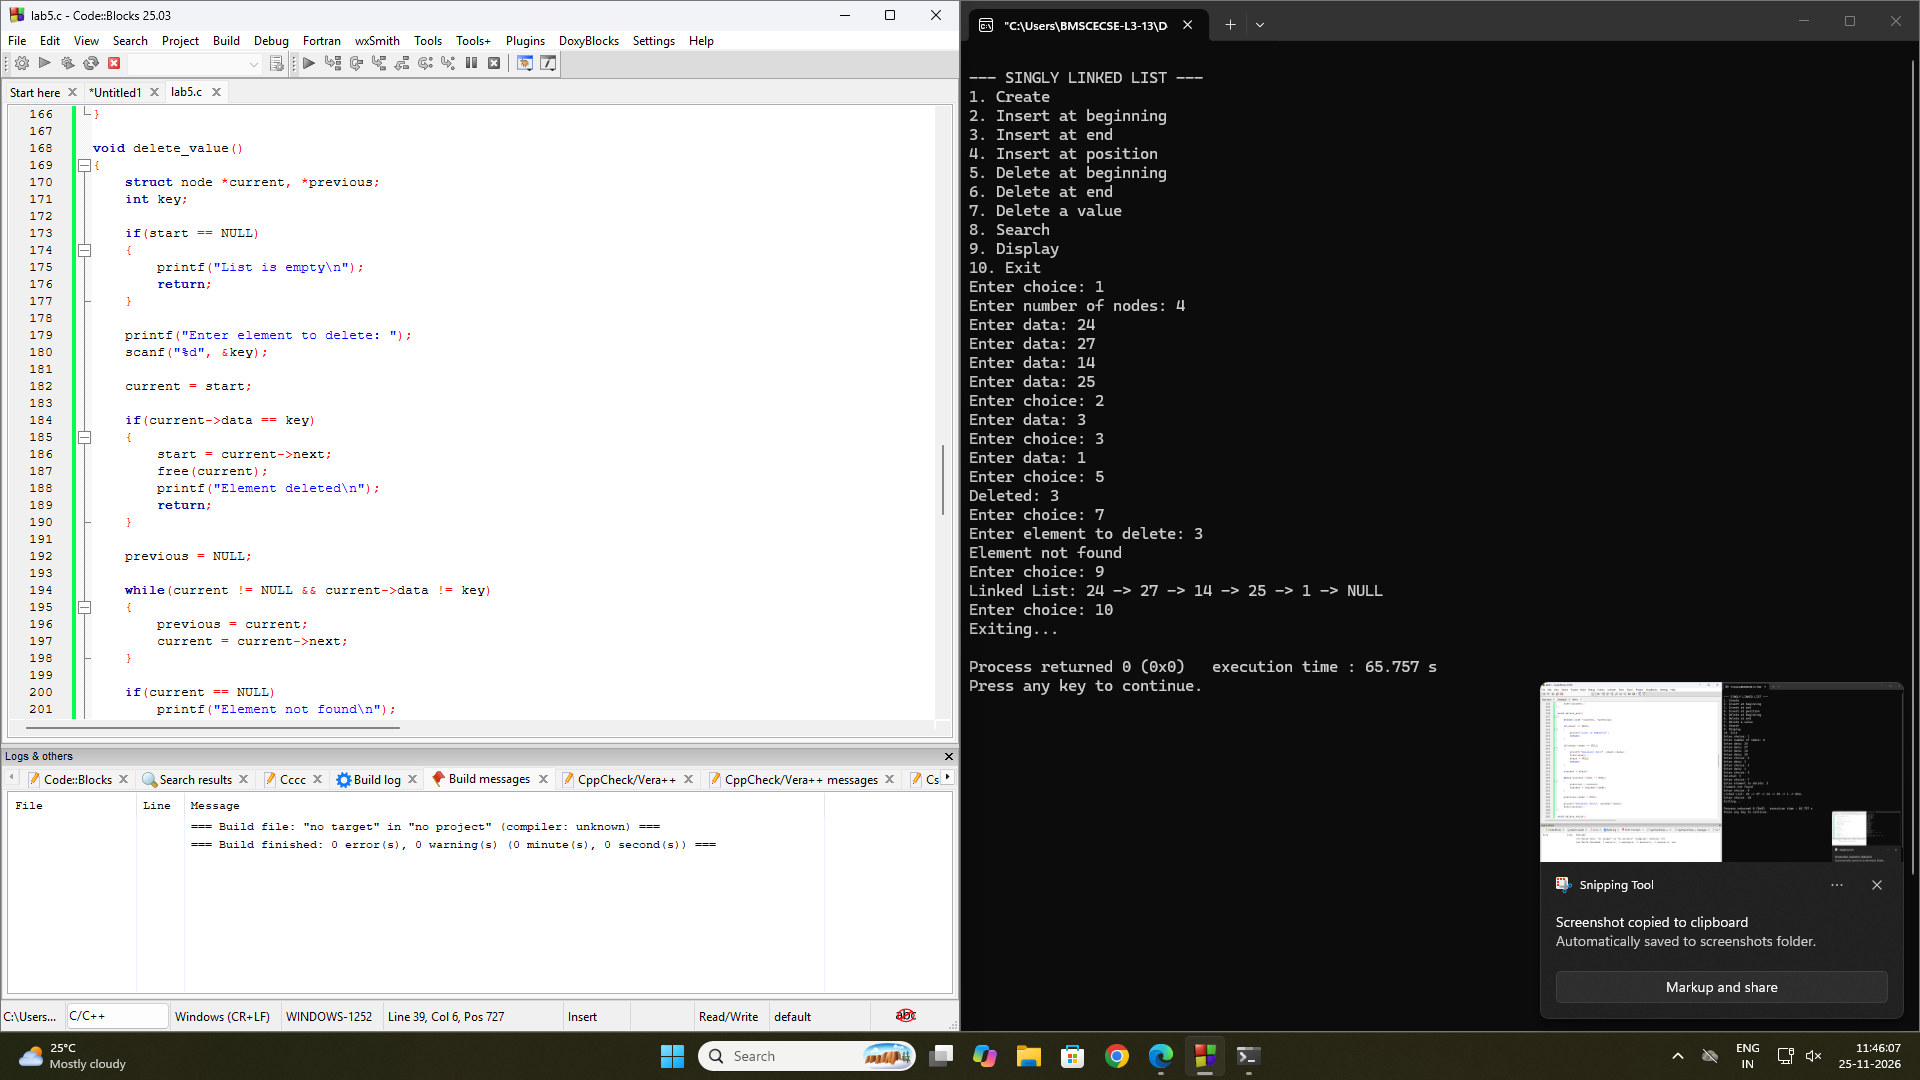 lab5.c - Code::Blocks 25.03
File Edit View Search Project Build Debug Fortran wxSmith Tools Tools+ Plugins DoxyBlocks Settings Help
Start here *Untitled1 lab5.c
166 }
167
168 void delete_value()
169 {
170 struct node *current, *previous;
171 int key;
172
173 if(start == NULL)
174 {
175 printf("List is empty\n");
176 return;
177 }
178
179 printf("Enter element to delete: ");
180 scanf("%d", &key);
181
182 current = start;
183
184 if(current->data == key)
185 {
186 start = current->next;
187 free(current);
188 printf("Element deleted\n");
189 return;
190 }
191
192 previous = NULL;
193
194 while(current != NULL && current->data != key)
195 {
196 previous = current;
197 current = current->next;
198 }
199
200 if(current == NULL)
201 printf("Element not found\n");
Logs & others
Code::Blocks Search results Cccc Build log Build messages CppCheck/Vera++ CppCheck/Vera++ messages Cs
File Line Message
=== Build file: "no target" in "no project" (compiler: unknown) ===
=== Build finished: 0 error(s), 0 warning(s) (0 minute(s), 0 second(s)) ===
C:\Users... C/C++ Windows (CR+LF) WINDOWS-1252 Line 39, Col 6, Pos 727 Insert Read/Write default abc
"C:\Users\BMSCECSE-L3-13\D
--- SINGLY LINKED LIST ---
1. Create
2. Insert at beginning
3. Insert at end
4. Insert at position
5. Delete at beginning
6. Delete at end
7. Delete a value
8. Search
9. Display
10. Exit
Enter choice: 1
Enter number of nodes: 4
Enter data: 24
Enter data: 27
Enter data: 14
Enter data: 25
Enter choice: 2
Enter data: 3
Enter choice: 3
Enter data: 1
Enter choice: 5
Deleted: 3
Enter choice: 7
Enter element to delete: 3
Element not found
Enter choice: 9
Linked List: 24 -> 27 -> 14 -> 25 -> 1 -> NULL
Enter choice: 10
Exiting...
Process returned 0 (0x0) execution time : 65.757 s
Press any key to continue.
Snipping Tool
Screenshot copied to clipboard
Automatically saved to screenshots folder.
Markup and share
25°C
Mostly cloudy
Search
ENG
IN
11:46:07
25-11-2026